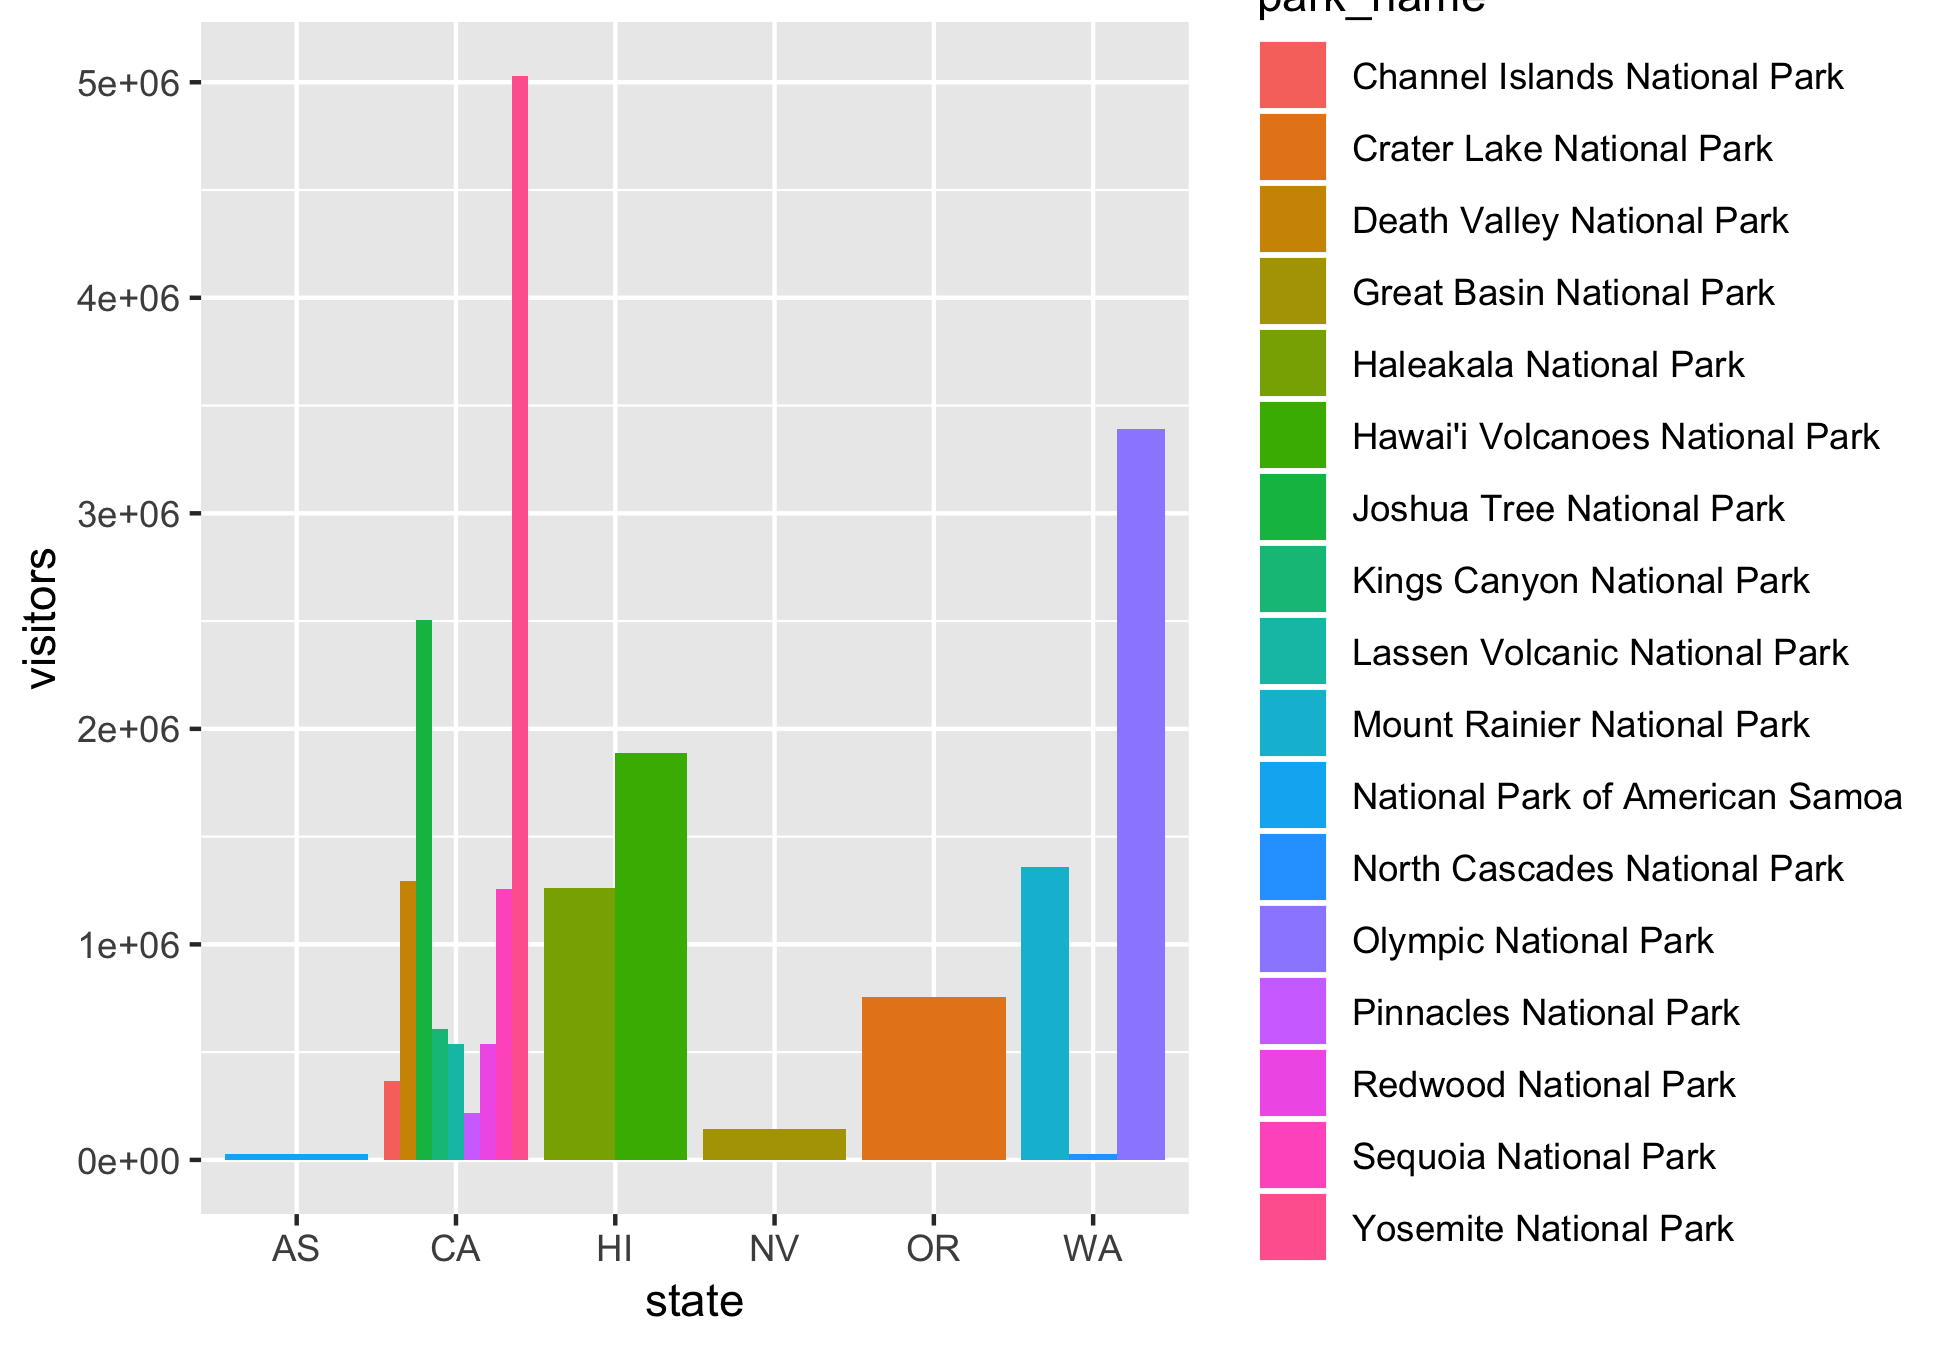 park_name
Channel Islands National Park
Crater Lake National Park
Death Valley National Park
Great Basin National Park
Haleakala National Park
Hawai'i Volcanoes National Park
Joshua Tree National Park
Kings Canyon National Park
Lassen Volcanic National Park
Mount Rainier National Park
National Park of American Samoa
North Cascades National Park
Olympic National Park
Pinnacles National Park
Redwood National Park
Sequoia National Park
Yosemite National Park
5e+06
4e+06
3e+06
2e+06
1e+06
0e+00
visitors
AS CA HI NV OR WA
state